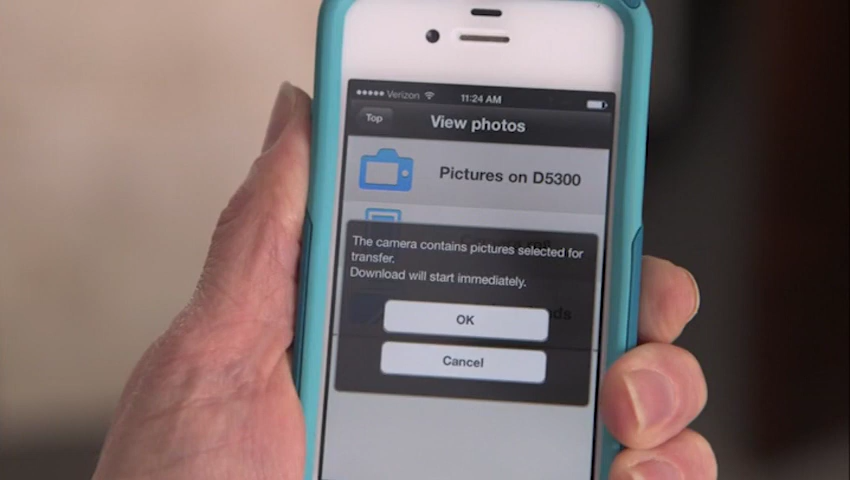 Verizon 11:24 AM
Top
View photos
Pictures on D5300
The camera contains pictures selected for
transfer.
Download will start immediately.
OK
Cancel